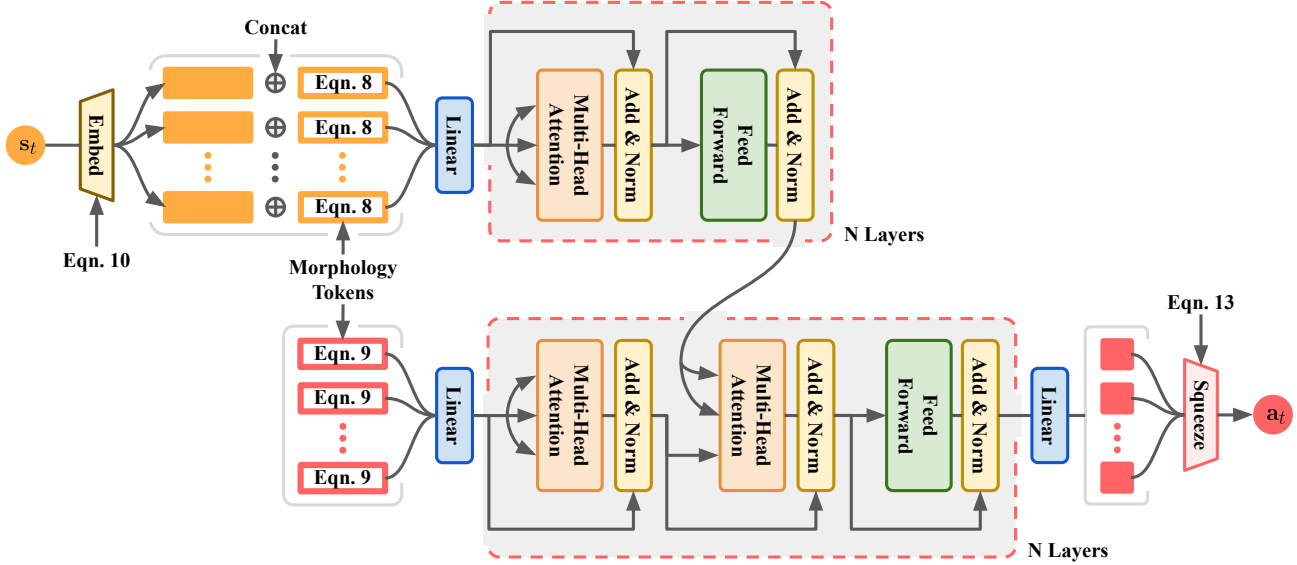 Concat
s_t
Embed
Eqn. 10
Eqn. 8
Eqn. 8
Eqn. 8
Linear
Multi-Head
Attention
Add & Norm
Feed
Forward
Add & Norm
N Layers
Morphology
Tokens
Eqn. 9
Eqn. 9
Eqn. 9
Linear
Multi-Head
Attention
Add & Norm
Multi-Head
Attention
Add & Norm
Feed
Forward
Add & Norm
N Layers
Linear
Eqn. 13
Squeeze
a_t